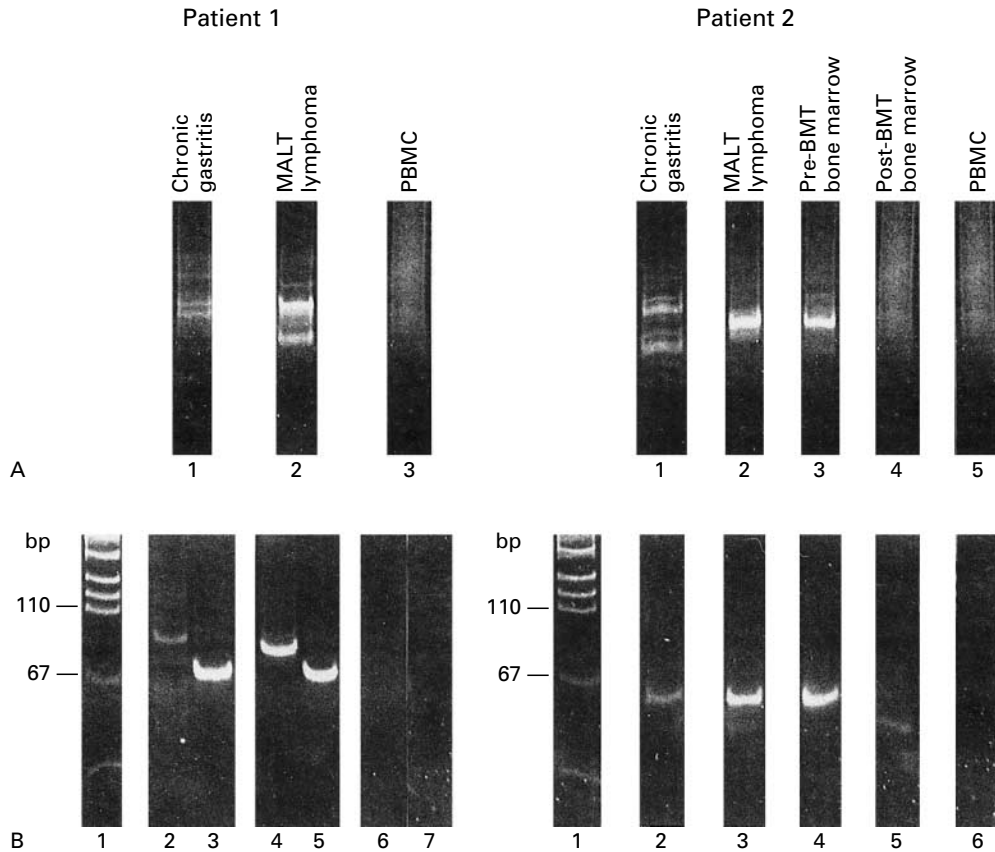 Patient 1
Patient 2
Chronic
gastritis
MALT
lymphoma
PBMC
Chronic
gastritis
MALT
lymphoma
Pre-BMT
bone marrow
Post-BMT
bone marrow
PBMC
A
1
2
3
1
2
3
4
5
bp
110
67
bp
110
67
B
1
2
3
4
5
6
7
1
2
3
4
5
6